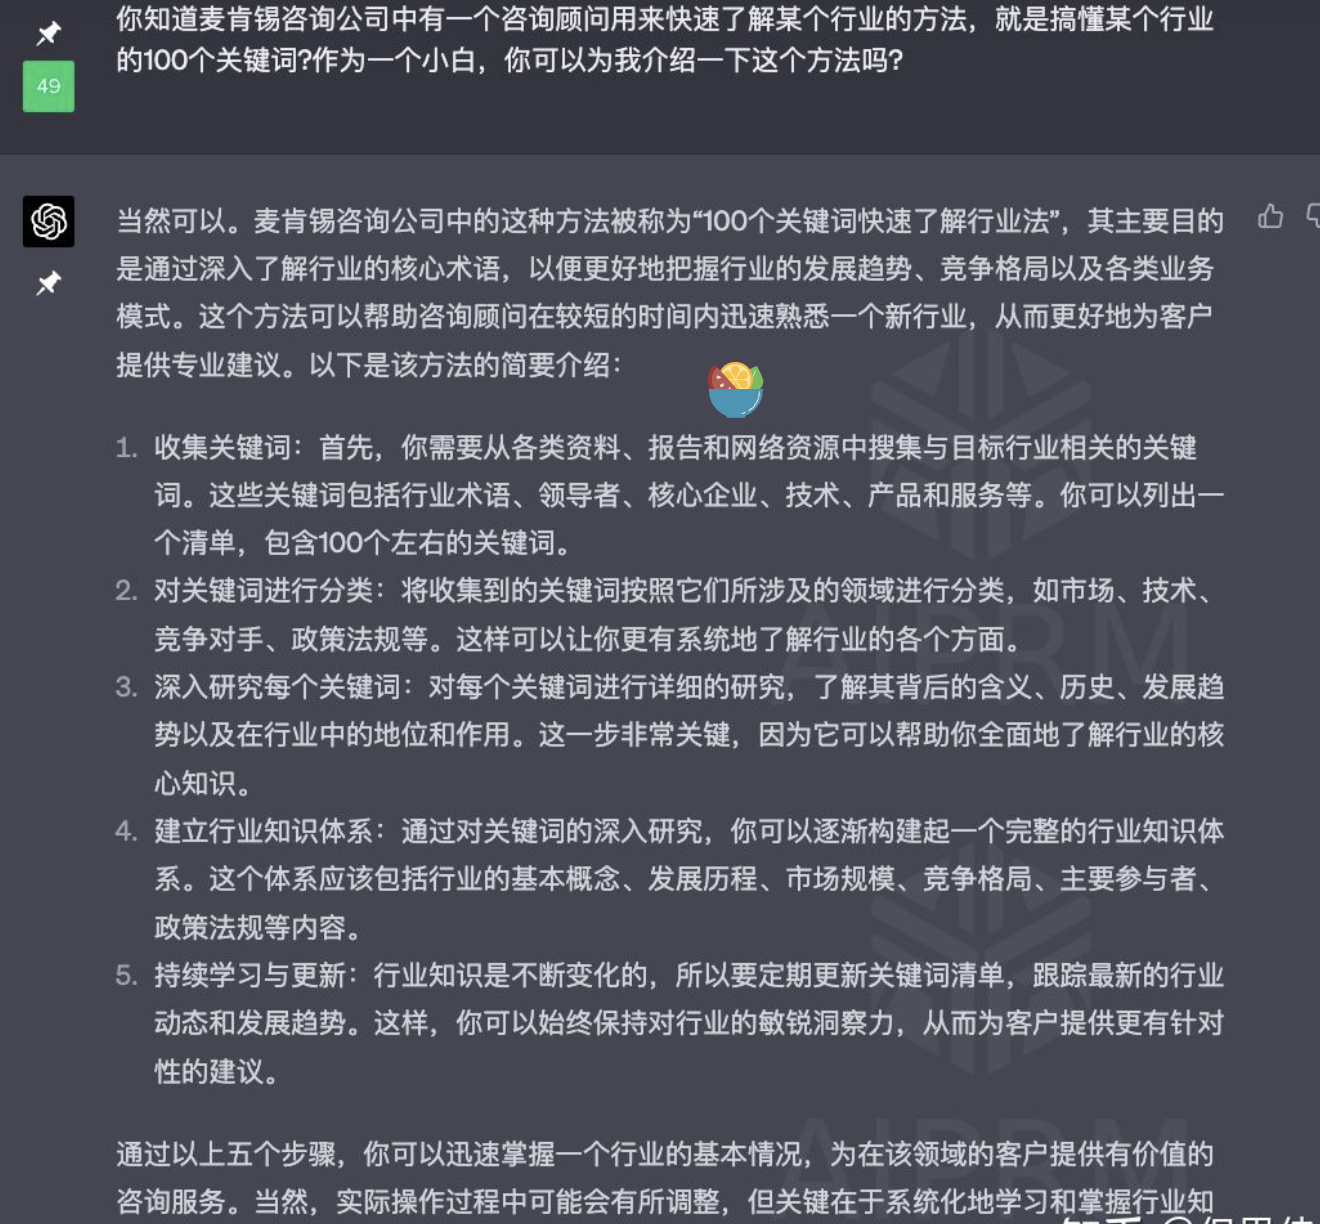 你知道麦肯锡咨询公司中有一个咨询顾问用来快速了解某个行业的方法，就是搞懂某个行业
的100个关键词?作为一个小白，你可以为我介绍一下这个方法吗?
49
当然可以。麦肯锡咨询公司中的这种方法被称为“100个关键词快速了解行业法”，其主要目的
是通过深入了解行业的核心术语，以便更好地把握行业的发展趋势、竞争格局以及各类业务
模式。这个方法可以帮助咨询顾问在较短的时间内迅速熟悉一个新行业，从而更好地为客户
提供专业建议。以下是该方法的简要介绍：
1. 收集关键词：首先，你需要从各类资料、报告和网络资源中搜集与目标行业相关的关键
词。这些关键词包括行业术语、领导者、核心企业、技术、产品和服务等。你可以列出一
个清单，包含100个左右的关键词。
2. 对关键词进行分类：将收集到的关键词按照它们所涉及的领域进行分类，如市场、技术、
竞争对手、政策法规等。这样可以让你更有系统地了解行业的各个方面。
3. 深入研究每个关键词：对每个关键词进行详细的研究，了解其背后的含义、历史、发展趋
势以及在行业中的地位和作用。这一步非常关键，因为它可以帮助你全面地了解行业的核
心知识。
4. 建立行业知识体系：通过对关键词的深入研究，你可以逐渐构建起一个完整的行业知识体
系。这个体系应该包括行业的基本概念、发展历程、市场规模、竞争格局、主要参与者、
政策法规等内容。
5. 持续学习与更新：行业知识是不断变化的，所以要定期更新关键词清单，跟踪最新的行业
动态和发展趋势。这样，你可以始终保持对行业的敏锐洞察力，从而为客户提供更有针对
性的建议。
通过以上五个步骤，你可以迅速掌握一个行业的基本情况，为在该领域的客户提供有价值的
咨询服务。当然，实际操作过程中可能会有所调整，但关键在于系统化地学习和掌握行业知
AIPRM
AIPRM